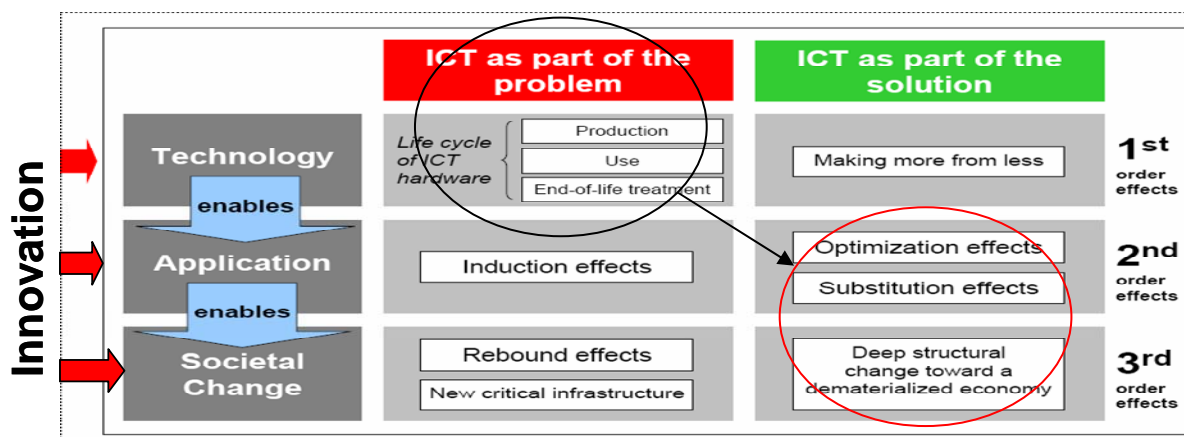 Innovation
ICT as part of the
problem
ICT as part of the
solution
Technology
Life cycle
of ICT
hardware
Production
Use
End-of-life treatment
Making more from less
1st
order
effects
enables
Application
Induction effects
Optimization effects
Substitution effects
2nd
order
effects
enables
Societal
Change
Rebound effects
New critical infrastructure
Deep structural
change toward a
dematerialized economy
3rd
order
effects